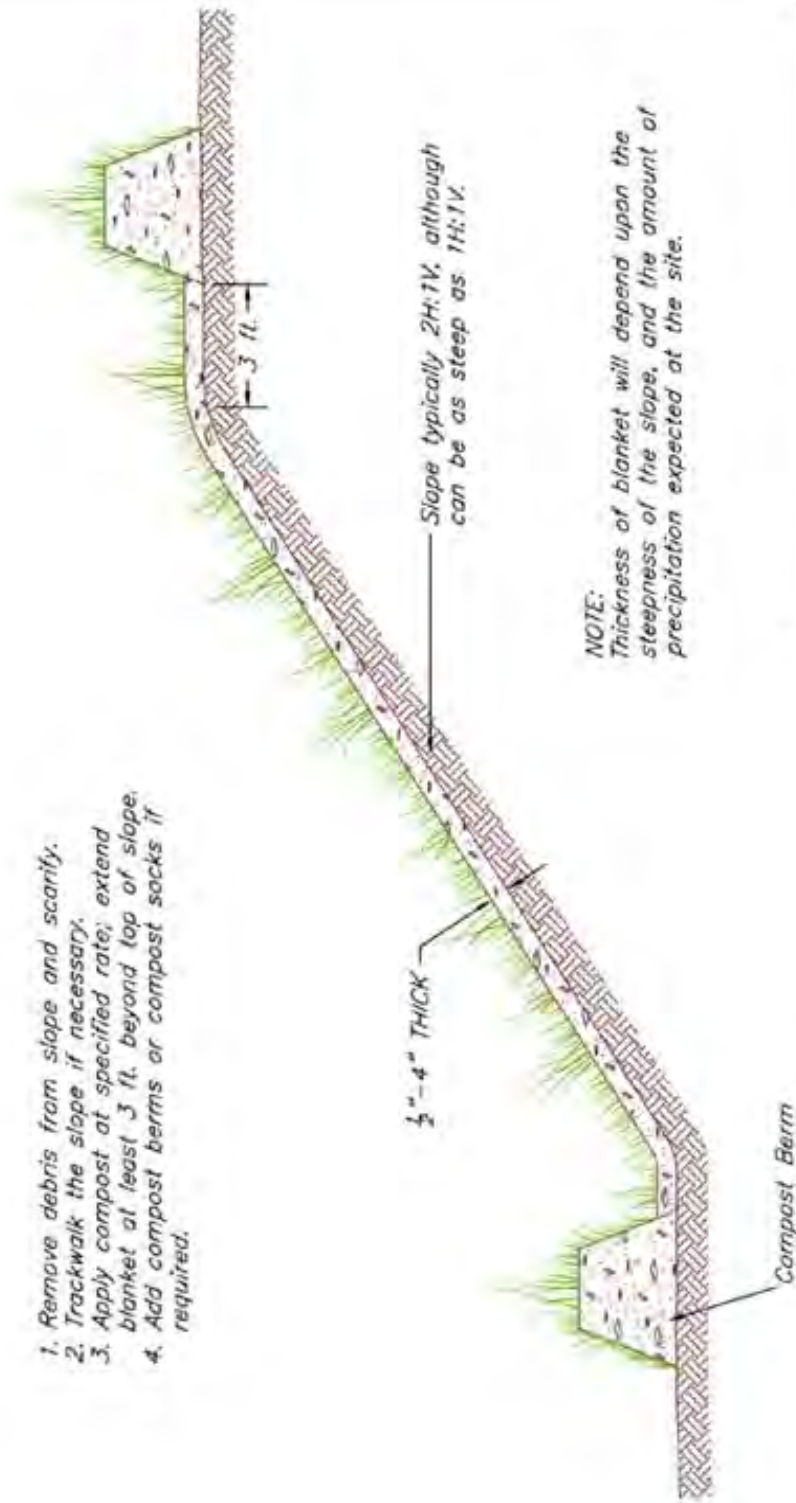 1. Remove debris from slope and scarify.
2. Trackwalk the slope if necessary.
3. Apply compost at specified rate; extend
blanket at least 3 ft. beyond top of slope.
4. Add compost berms or compost socks if
required.
3 ft.
½"-4" THICK
Slope typically 2H:1V, although
can be as steep as 1H:1V.
NOTE:
Thickness of blanket will depend upon the
steepness of the slope, and the amount of
precipitation expected at the site.
Compost Berm